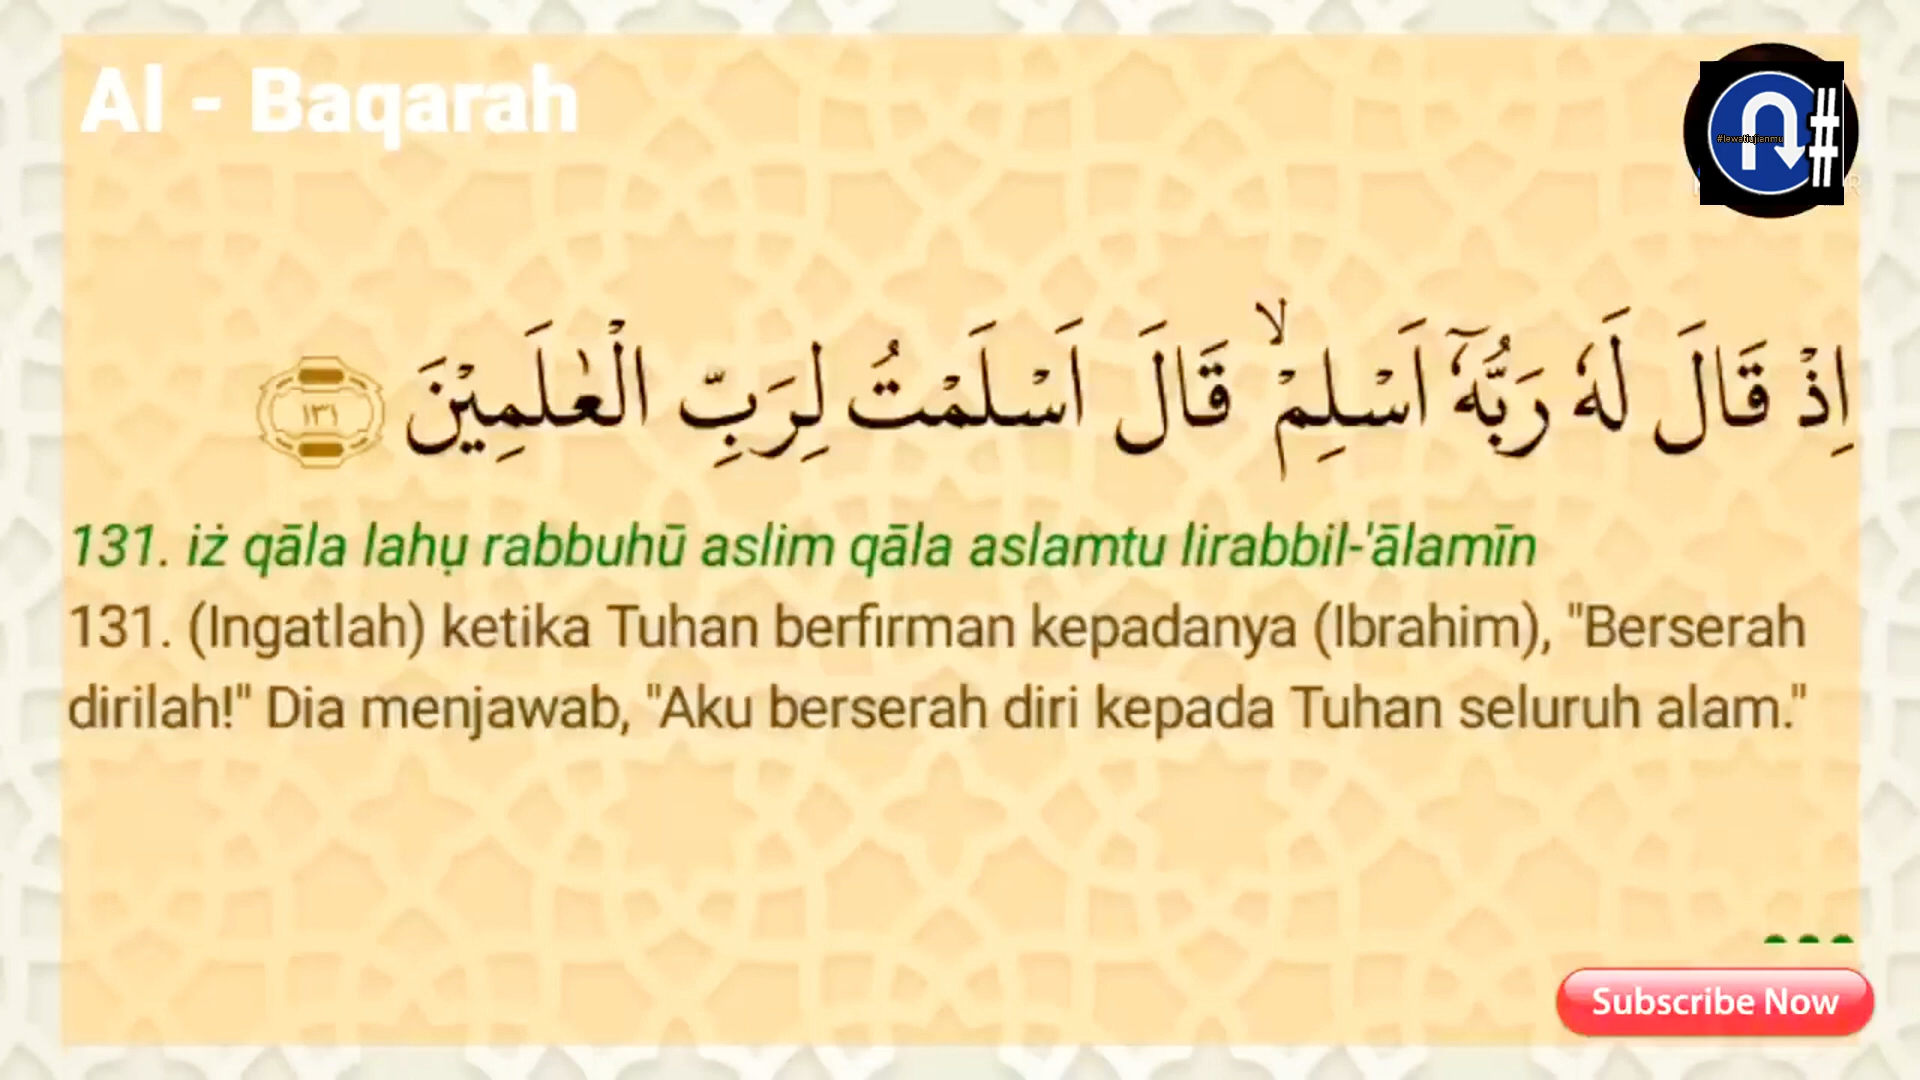 Al - Baqarah
#lewatiujianmu
#
اِذْ قَالَ لَهٗ رَبُّهٗٓ اَسْلِمْۙ قَالَ اَسْلَمْتُ لِرَبِّ الْعٰلَمِيْنَ ١٣١
131. iż qāla lahụ rabbuhū aslim qāla aslamtu lirabbil-'ālamīn
131. (Ingatlah) ketika Tuhan berfirman kepadanya (Ibrahim), "Berserah
dirilah!" Dia menjawab, "Aku berserah diri kepada Tuhan seluruh alam."
Subscribe Now